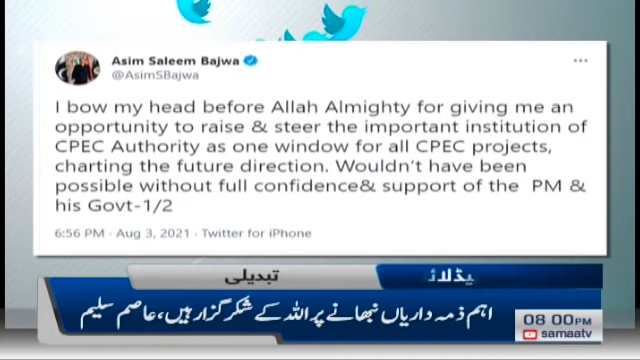 Asim Saleem Bajwa
@AsimSBajwa
I bow my head before Allah Almighty for giving me an
opportunity to raise & steer the important institution of
CPEC Authority as one window for all CPEC projects,
charting the future direction. Wouldn't have been
possible without full confidence& support of the PM &
his Govt-1/2
6:56 PM · Aug 3, 2021 · Twitter for iPhone
تبدیلی
یڈلائ
اہم ذمہ داریاں نبھانے پر اللہ کے شکر گزار ہیں، عاصم سلیم
08:00PM
samaatv